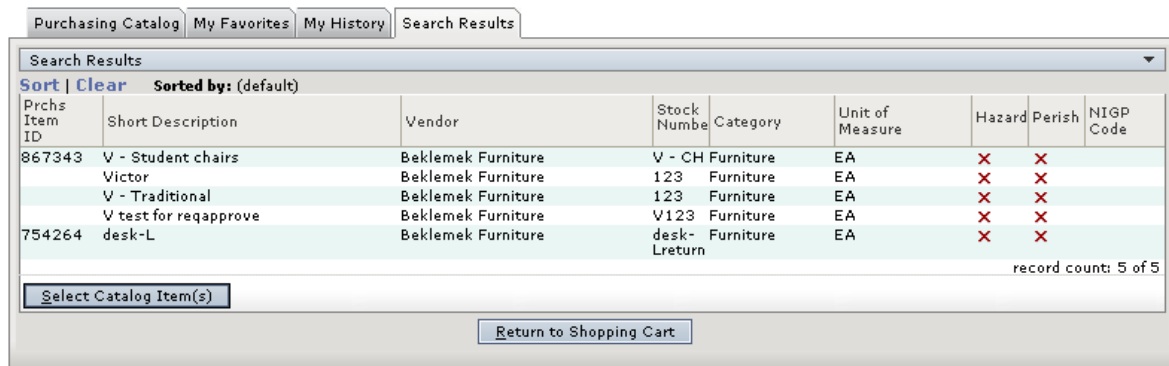 Purchasing Catalog My Favorites My History Search Results
Search Results
Sort | Clear Sorted by: (default)
Prchs Item ID Short Description Vendor Stock Numbe Category Unit of Measure Hazard Perish NIGP Code
867343 V - Student chairs Beklemek Furniture V - CH Furniture EA
Victor Beklemek Furniture 123 Furniture EA
V - Traditional Beklemek Furniture 123 Furniture EA
V test for reqapprove Beklemek Furniture V123 Furniture EA
754264 desk-L Beklemek Furniture desk- Furniture EA
Lreturn
record count: 5 of 5
Select Catalog Item(s)
Return to Shopping Cart